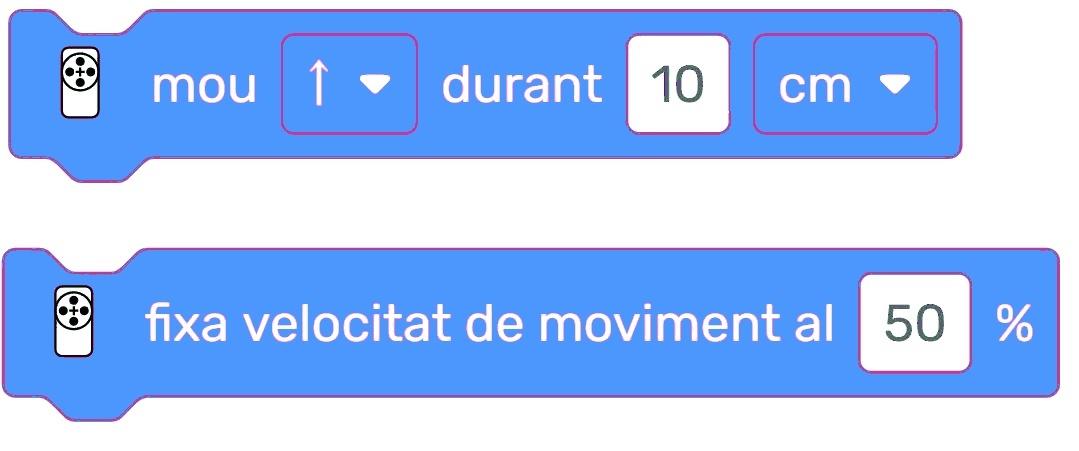 mou ↑ durant 10 cm
fixa velocitat de moviment al 50 %